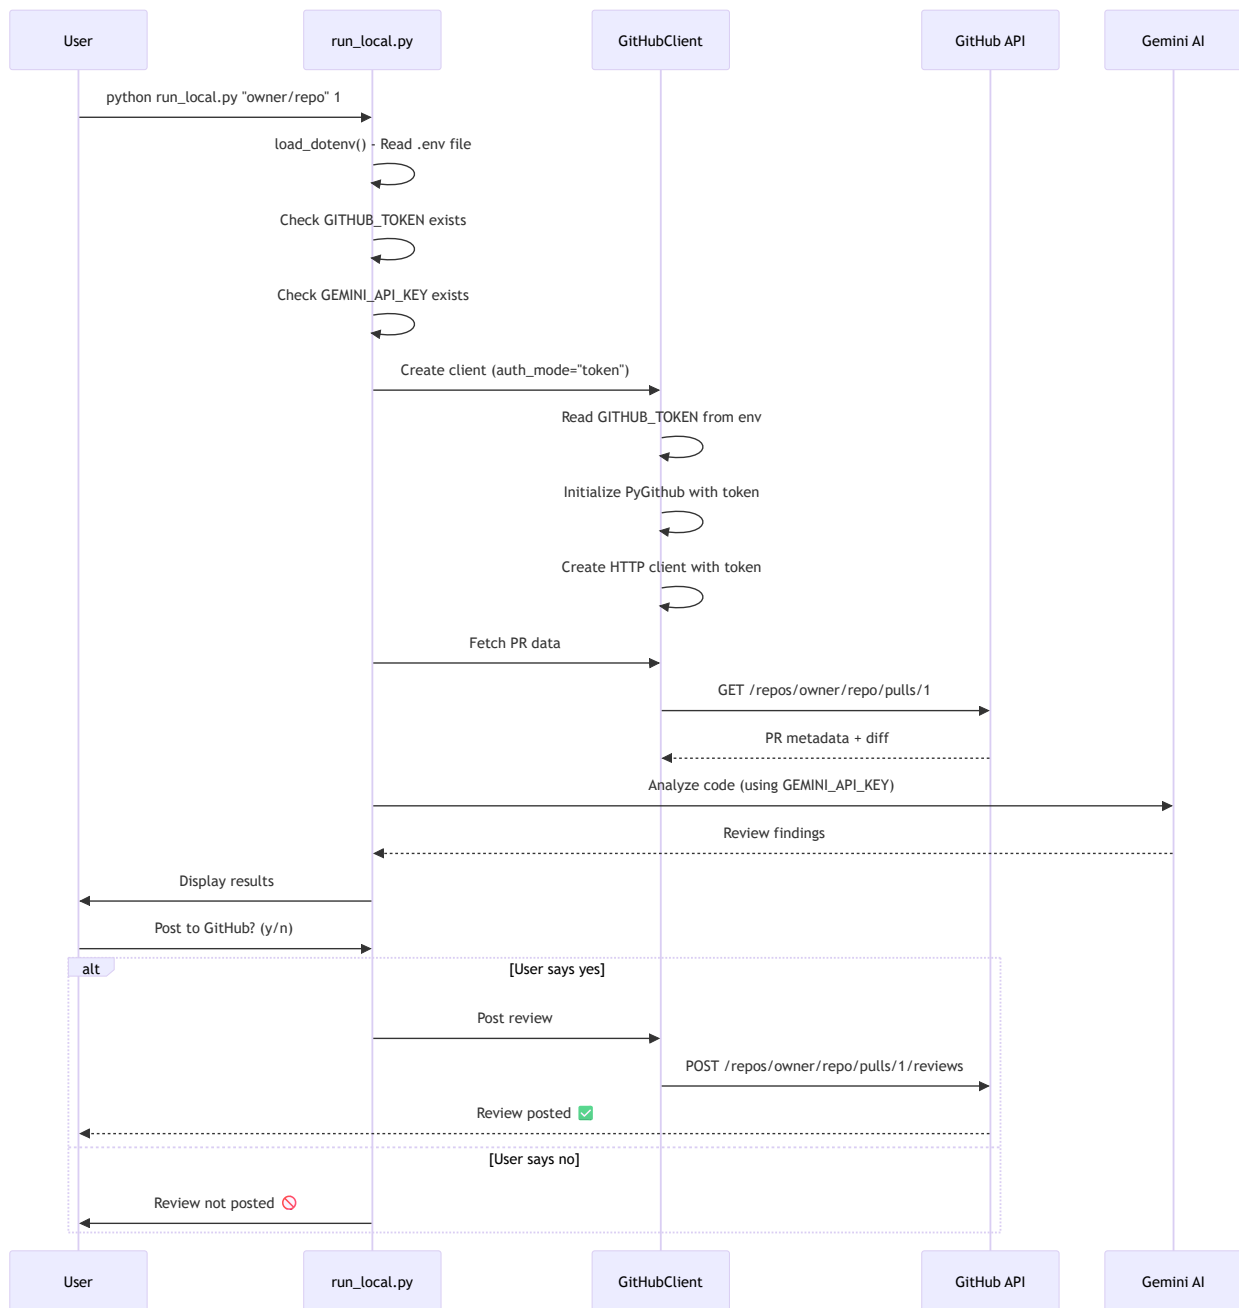 User
run_local.py
GitHubClient
GitHub API
Gemini AI
python run_local.py "owner/repo" 1
load_dotenv() - Read .env file
Check GITHUB_TOKEN exists
Check GEMINI_API_KEY exists
Create client (auth_mode="token")
Read GITHUB_TOKEN from env
Initialize PyGithub with token
Create HTTP client with token
Fetch PR data
GET /repos/owner/repo/pulls/1
PR metadata + diff
Analyze code (using GEMINI_API_KEY)
Review findings
Display results
Post to GitHub? (y/n)
alt
[User says yes]
Post review
POST /repos/owner/repo/pulls/1/reviews
Review posted ✅
[User says no]
Review not posted 🚫
User
run_local.py
GitHubClient
GitHub API
Gemini AI